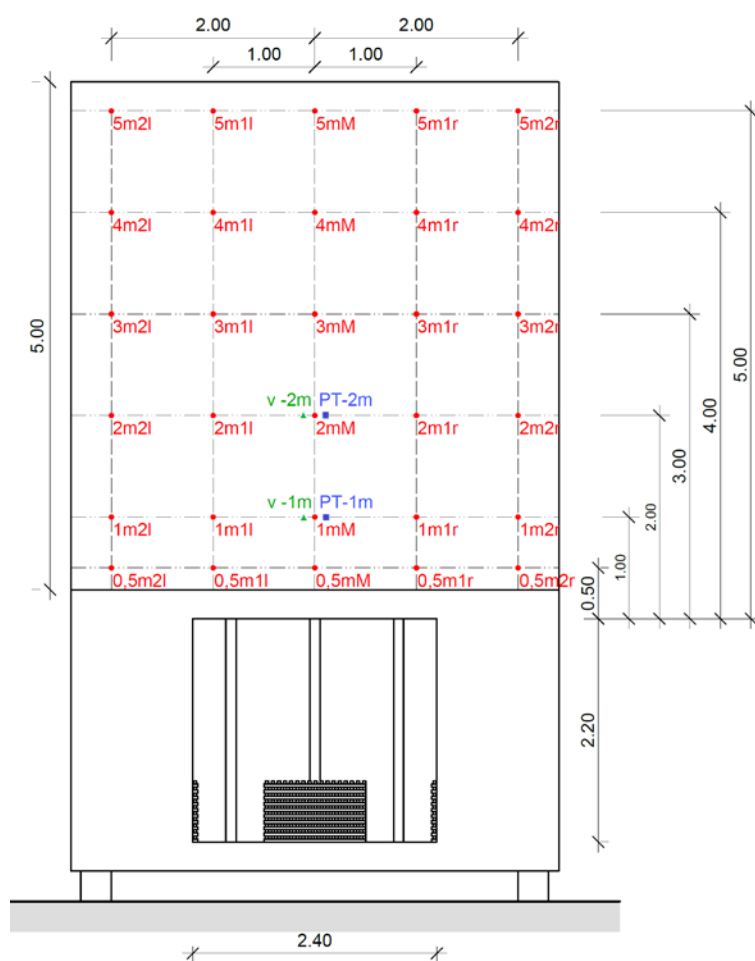 2.00 2.00
1.00 1.00
5m2l 5m1l 5mM 5m1r 5m2r
4m2l 4m1l 4mM 4m1r 4m2r
3m2l 3m1l 3mM 3m1r 3m2r
5.00
5.00
4.00
3.00
v -2m PT-2m
2m2l 2m1l 2mM 2m1r 2m2r
2.00
v -1m PT-1m
1m2l 1m1l 1mM 1m1r 1m2r
1.00
0,5m2l 0,5m1l 0,5mM 0,5m1r 0,5m2r
0.50
2.20
2.40